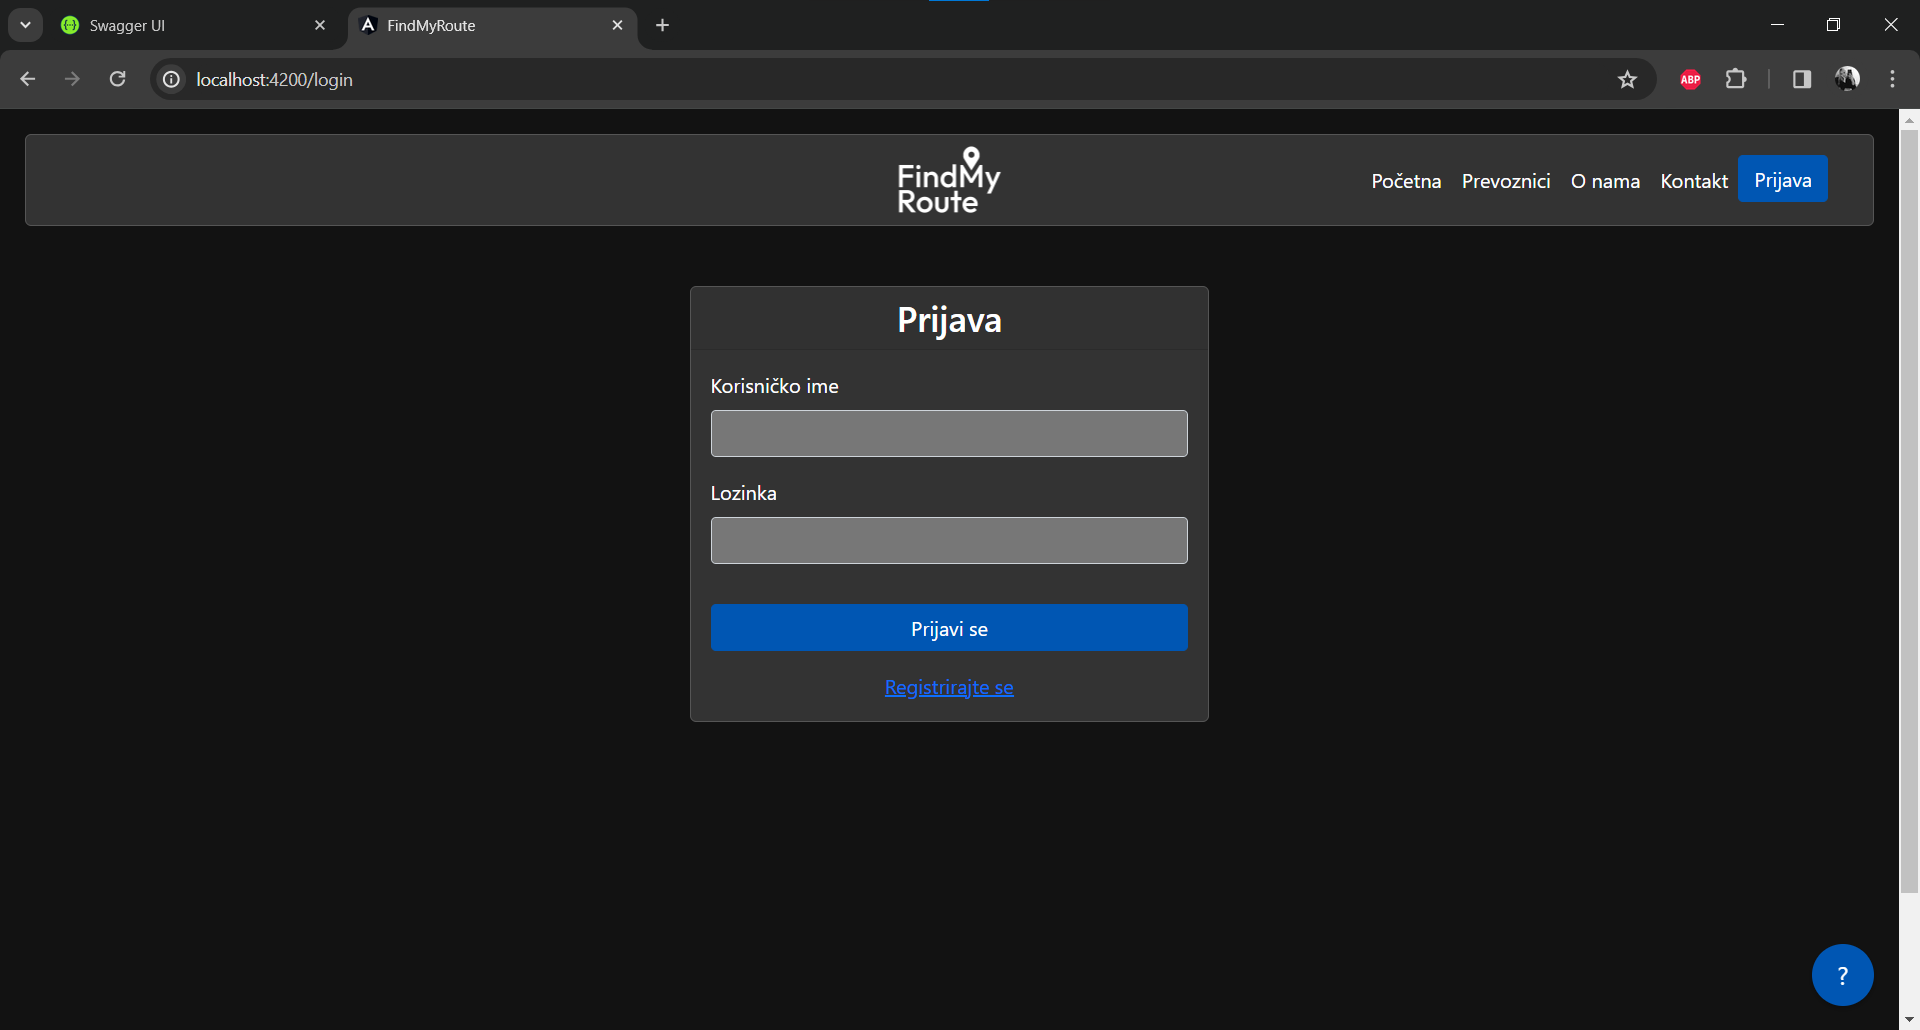 Swagger UI
FindMyRoute
localhost:4200/login
ABP
FindMy
Route
Početna
Prevoznici
O nama
Kontakt
Prijava
Prijava
Korisničko ime
Lozinka
Prijavi se
Registrirajte se
?